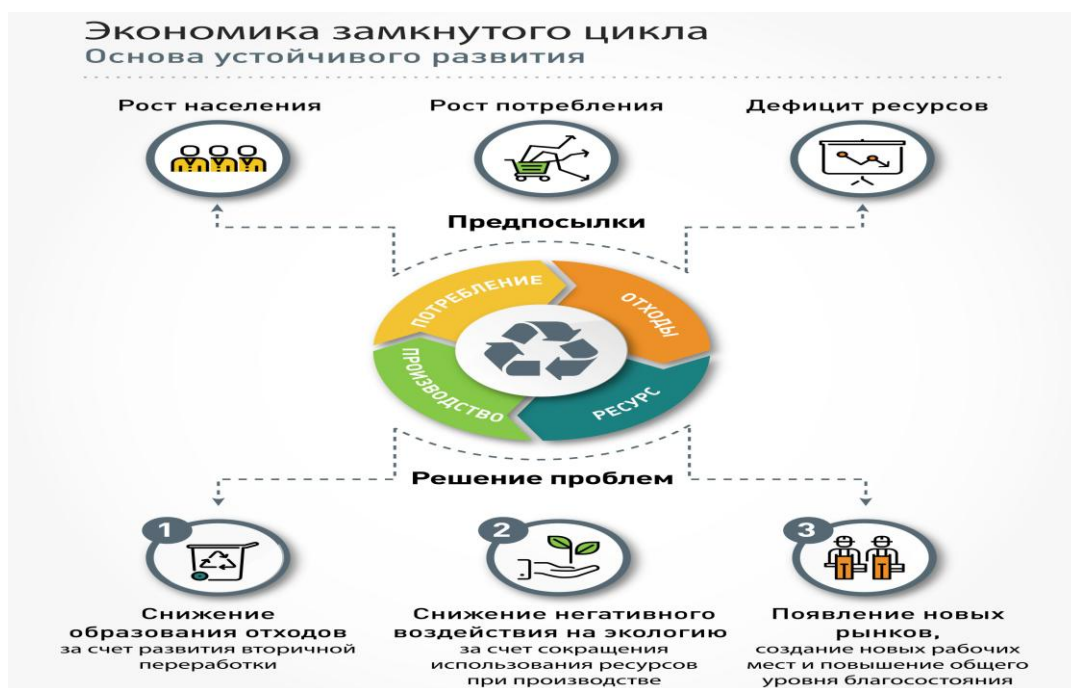 Экономика замкнутого цикла
Основа устойчивого развития
Рост населения
Рост потребления
Дефицит ресурсов
Предпосылки
ПОТРЕБЛЕНИЕ
ОТХОДЫ
ПРОИЗВОДСТВО
РЕСУРС
Решение проблем
1
Снижение
образования отходов
за счет развития вторичной
переработки
2
Снижение негативного
воздействия на экологию
за счет сокращения
использования ресурсов
при производстве
3
Появление новых
рынков,
создание новых рабочих
мест и повышение общего
уровня благосостояния